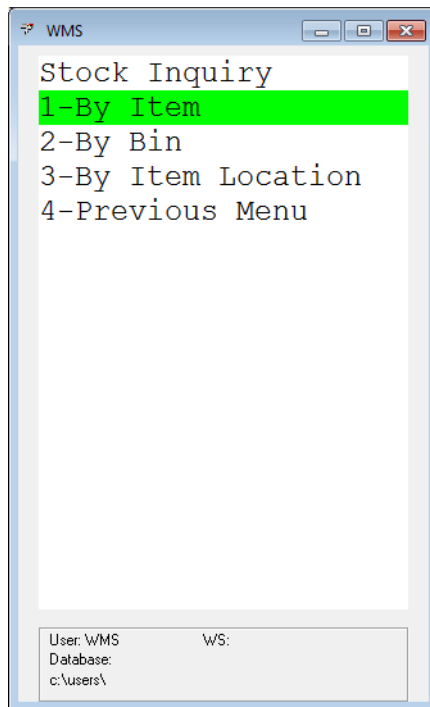 WMS
Stock Inquiry
1-By Item
2-By Bin
3-By Item Location
4-Previous Menu
User: WMS WS:
Database:
c:\users\